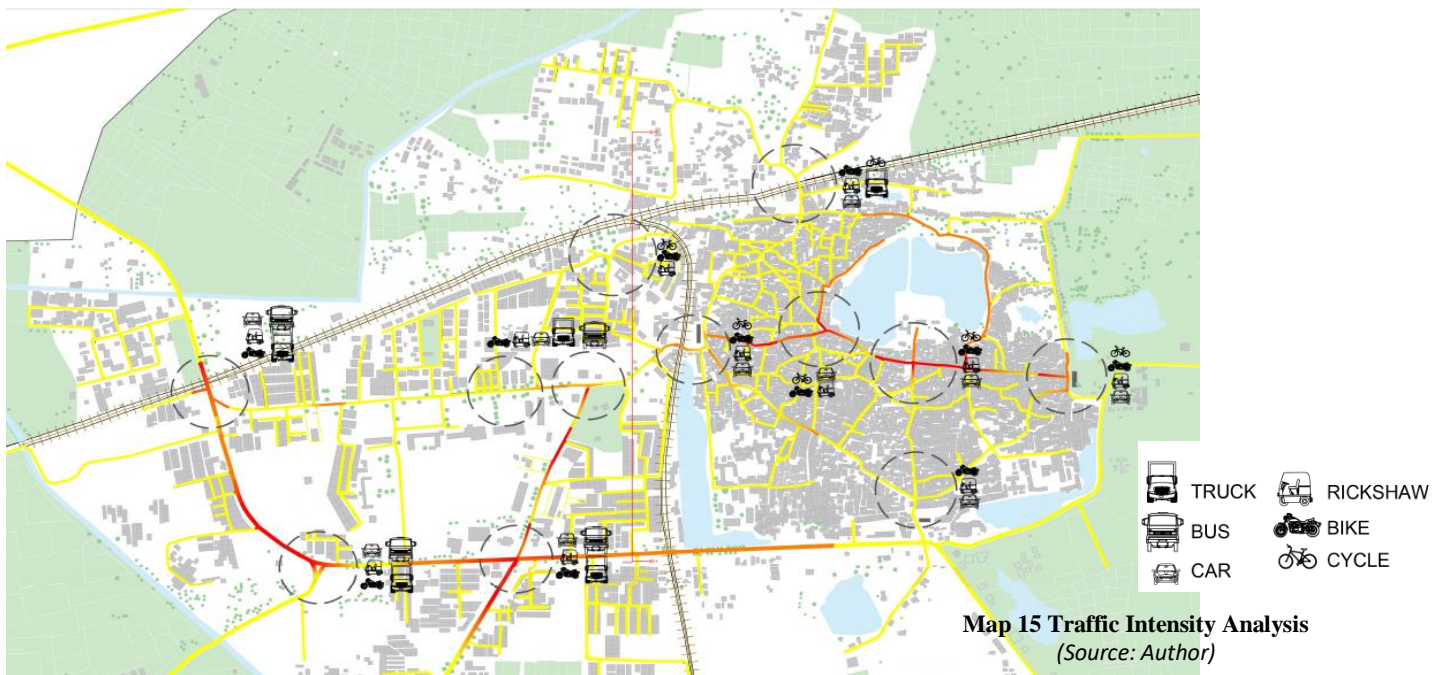 TRUCK
RICKSHAW
BUS
BIKE
CAR
CYCLE
Map 15 Traffic Intensity Analysis
(Source: Author)